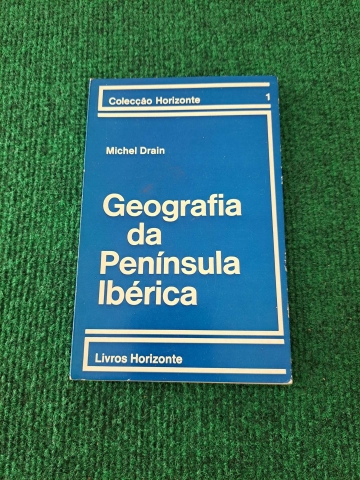 Colecção Horizonte 1
Michel Drain
Geografia
da
Península
Ibérica
Livros Horizonte